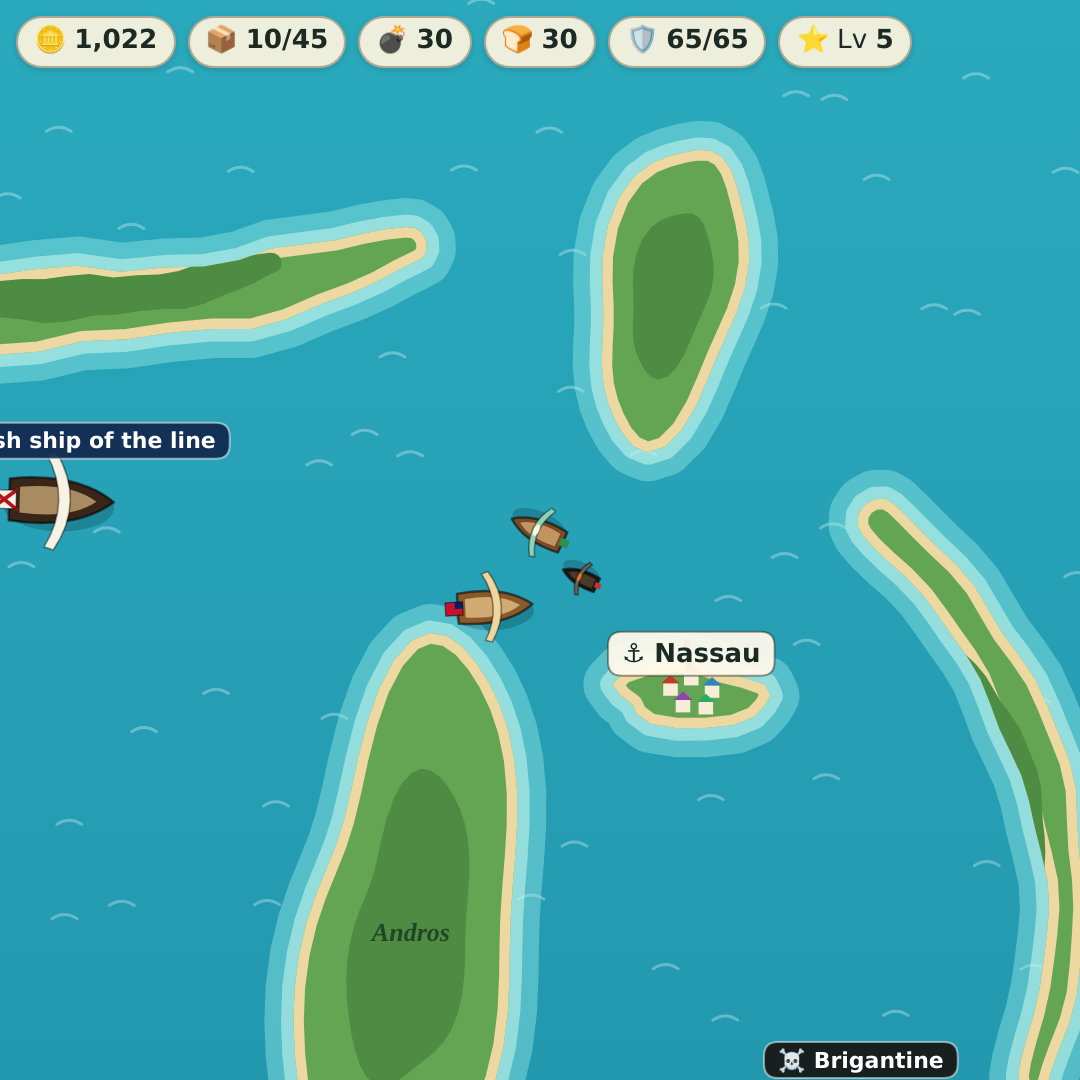 1,022
10/45
30
30
65/65
Lv 5
sh ship of the line
Nassau
Andros
Brigantine